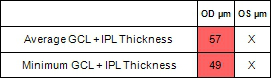 OD µm OS µm
Average GCL + IPL Thickness 57 X
Minimum GCL + IPL Thickness 49 X